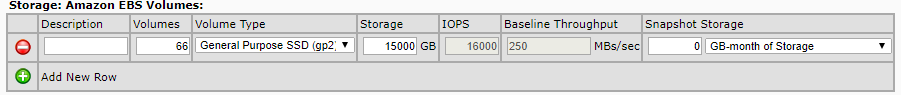 Storage: Amazon EBS Volumes:
Description Volumes Volume Type Storage IOPS Baseline Throughput Snapshot Storage
66 General Purpose SSD (gp2) 15000 GB 16000 250 MBs/sec 0 GB-month of Storage
Add New Row